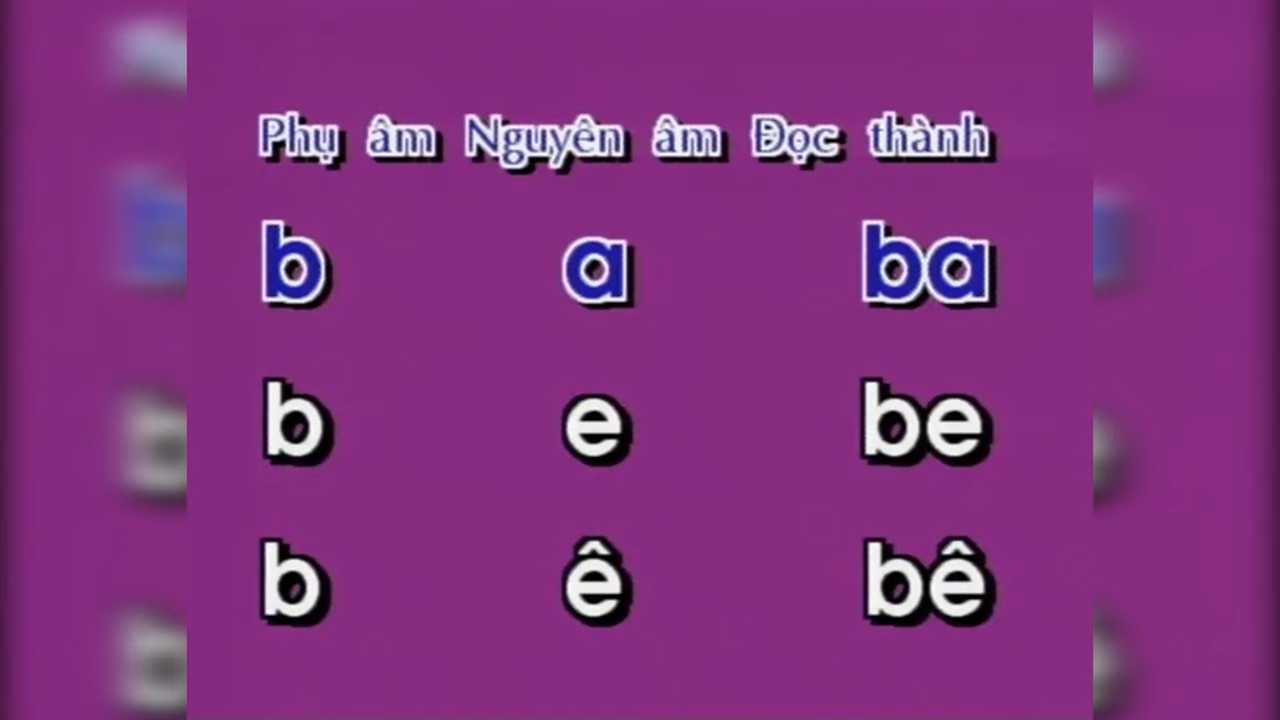 Phụ âm Nguyên âm Đọc thành
b a ba
b e be
b ê bê